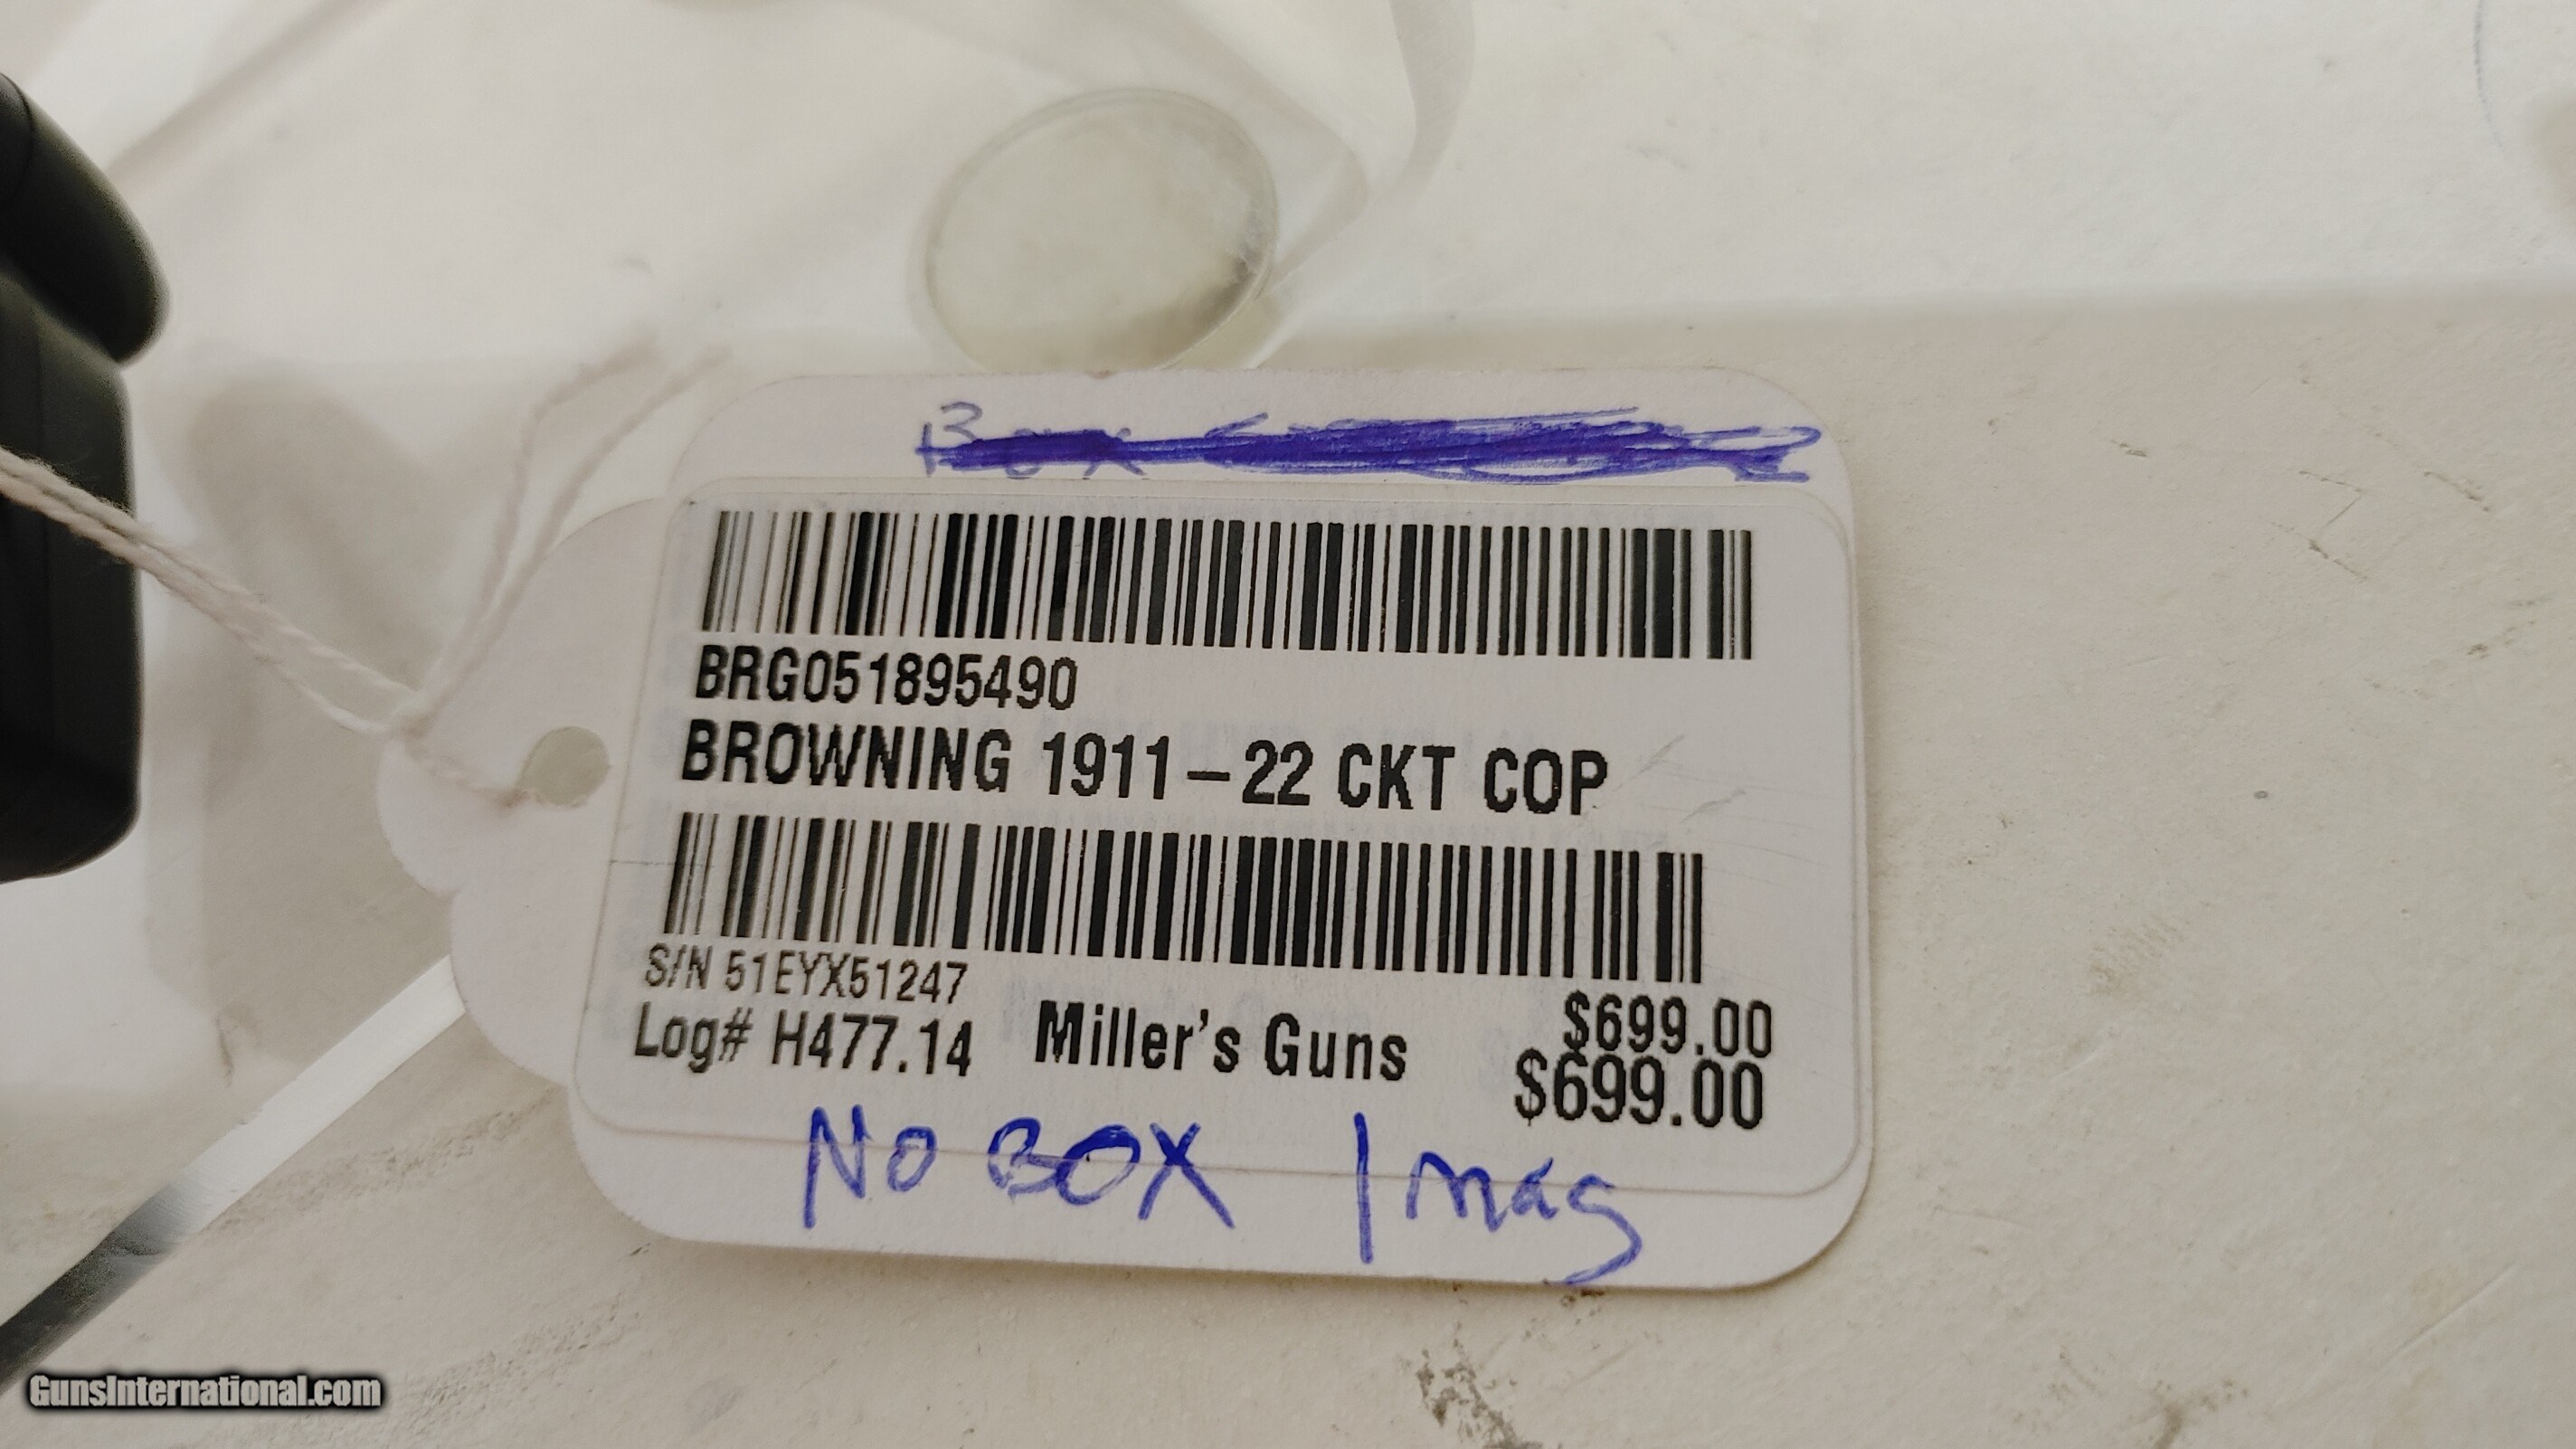 Box
BRG051895490
BROWNING 1911-22 CKT COP
S/N 51EYX51247
Log# H477.14 Miller's Guns $699.00
$699.00
No BOX 1 mag
GunsInternational.com